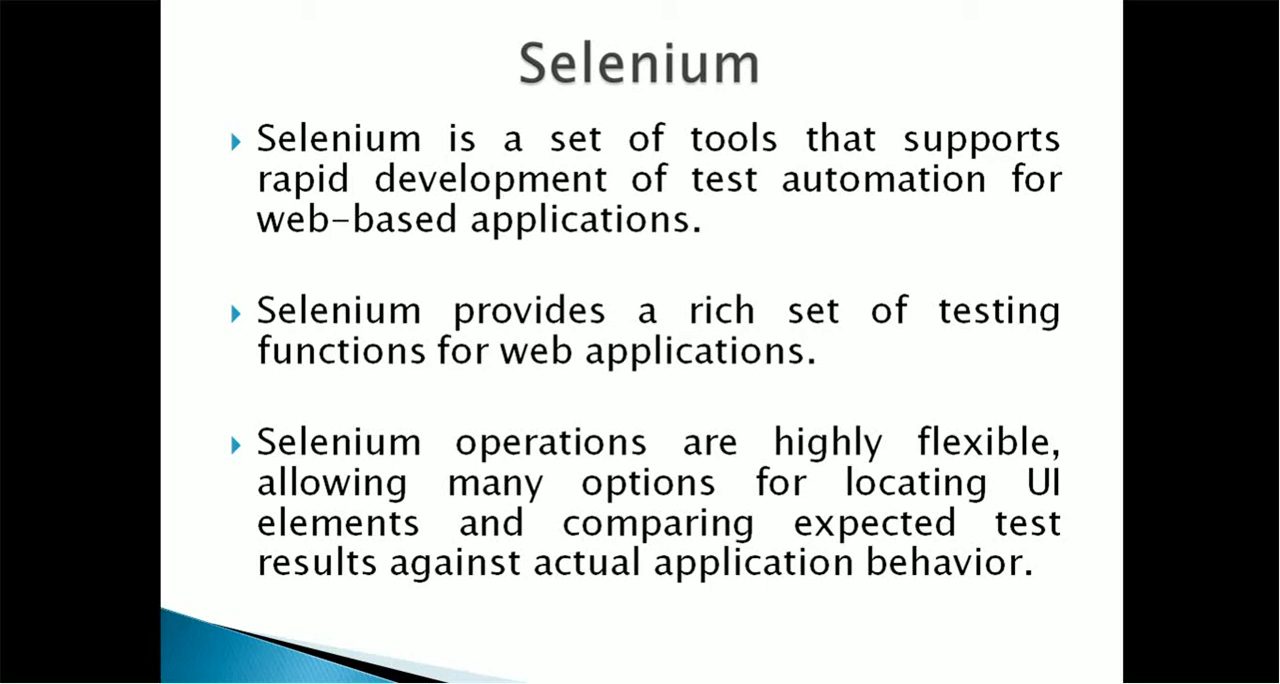 Selenium
Selenium is a set of tools that supports
rapid development of test automation for
web-based applications.
Selenium provides a rich set of testing
functions for web applications.
Selenium operations are highly flexible,
allowing many options for locating UI
elements and comparing expected test
results against actual application behavior.